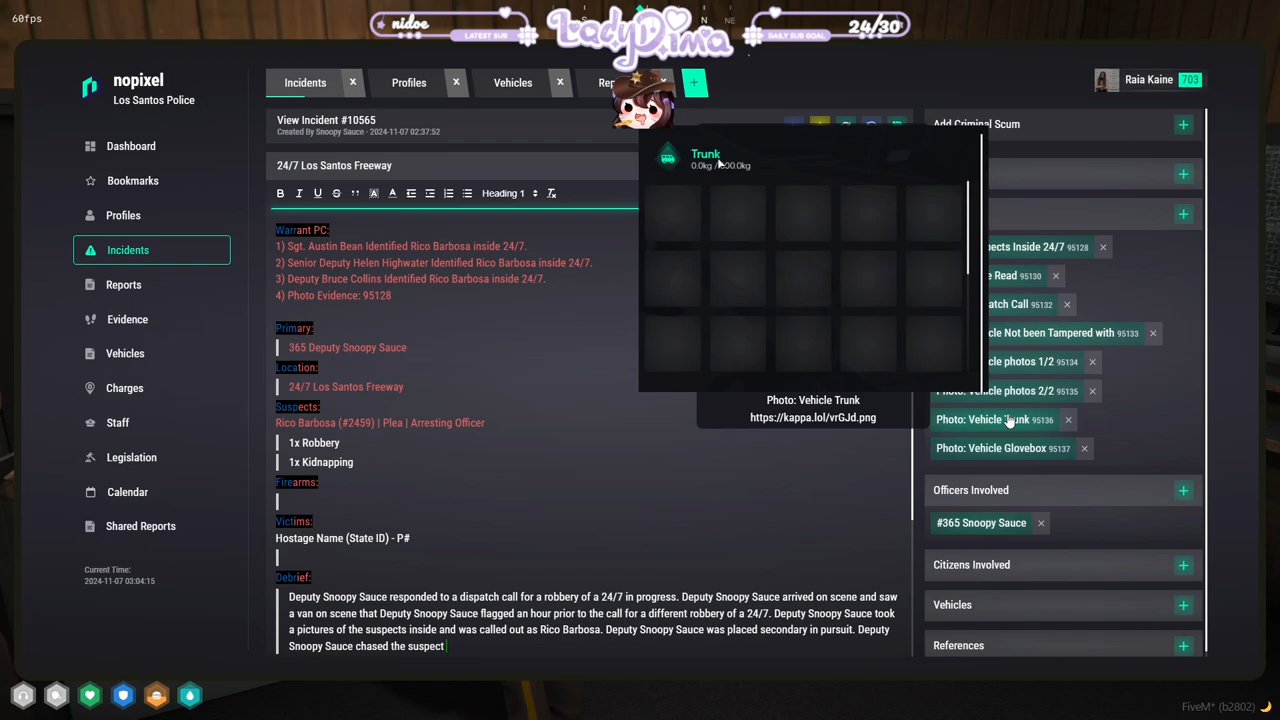 60fps
nidoe
LATEST SUB
LadyDima
24/30
DAILY SUB GOAL
N
NE
nopixel
Los Santos Police
Incidents
Profiles
Vehicles
+
Raia Kaine 703
Dashboard
Bookmarks
Profiles
Incidents
Reports
Evidence
Vehicles
Charges
Staff
Legislation
Calendar
Shared Reports
Current Time:
2024-11-07 03:04:15
View Incident #10565
Created By Snoopy Sauce - 2024-11-07 02:37:52
24/7 Los Santos Freeway
Heading 1
Warrant PC:
1) Sgt. Austin Bean Identified Rico Barbosa inside 24/7.
2) Senior Deputy Helen Highwater Identified Rico Barbosa inside 24/7.
3) Deputy Bruce Collins Identified Rico Barbosa inside 24/7.
4) Photo Evidence: 95128
Primary:
365 Deputy Snoopy Sauce
Location:
24/7 Los Santos Freeway
Suspects:
Rico Barbosa (#2459) | Plea | Arresting Officer
1x Robbery
1x Kidnapping
Firearms:
Victims:
Hostage Name (State ID) - P#
Debrief:
Deputy Snoopy Sauce responded to a dispatch call for a robbery of a 24/7 in progress. Deputy Snoopy Sauce arrived on scene and saw
a van on scene that Deputy Snoopy Sauce flagged an hour prior to the call for a different robbery of a 24/7. Deputy Snoopy Sauce took
a pictures of the suspects inside and was called out as Rico Barbosa. Deputy Snoopy Sauce was placed secondary in pursuit. Deputy
Snoopy Sauce chased the suspect
Trunk
Photo: Vehicle Trunk
https://kappa.lol/vrGJd.png
Add Criminal Scum
pects Inside 24/7 95128
e Read 95130
atch Call 95132
cle Not been Tampered with 95133
cle photos 1/2 95134
Photo: Vehicle photos 2/2 95135
Photo: Vehicle Trunk 95136
Photo: Vehicle Glovebox 95137
Officers Involved
#365 Snoopy Sauce
Citizens Involved
Vehicles
References
FiveM* (b2802)